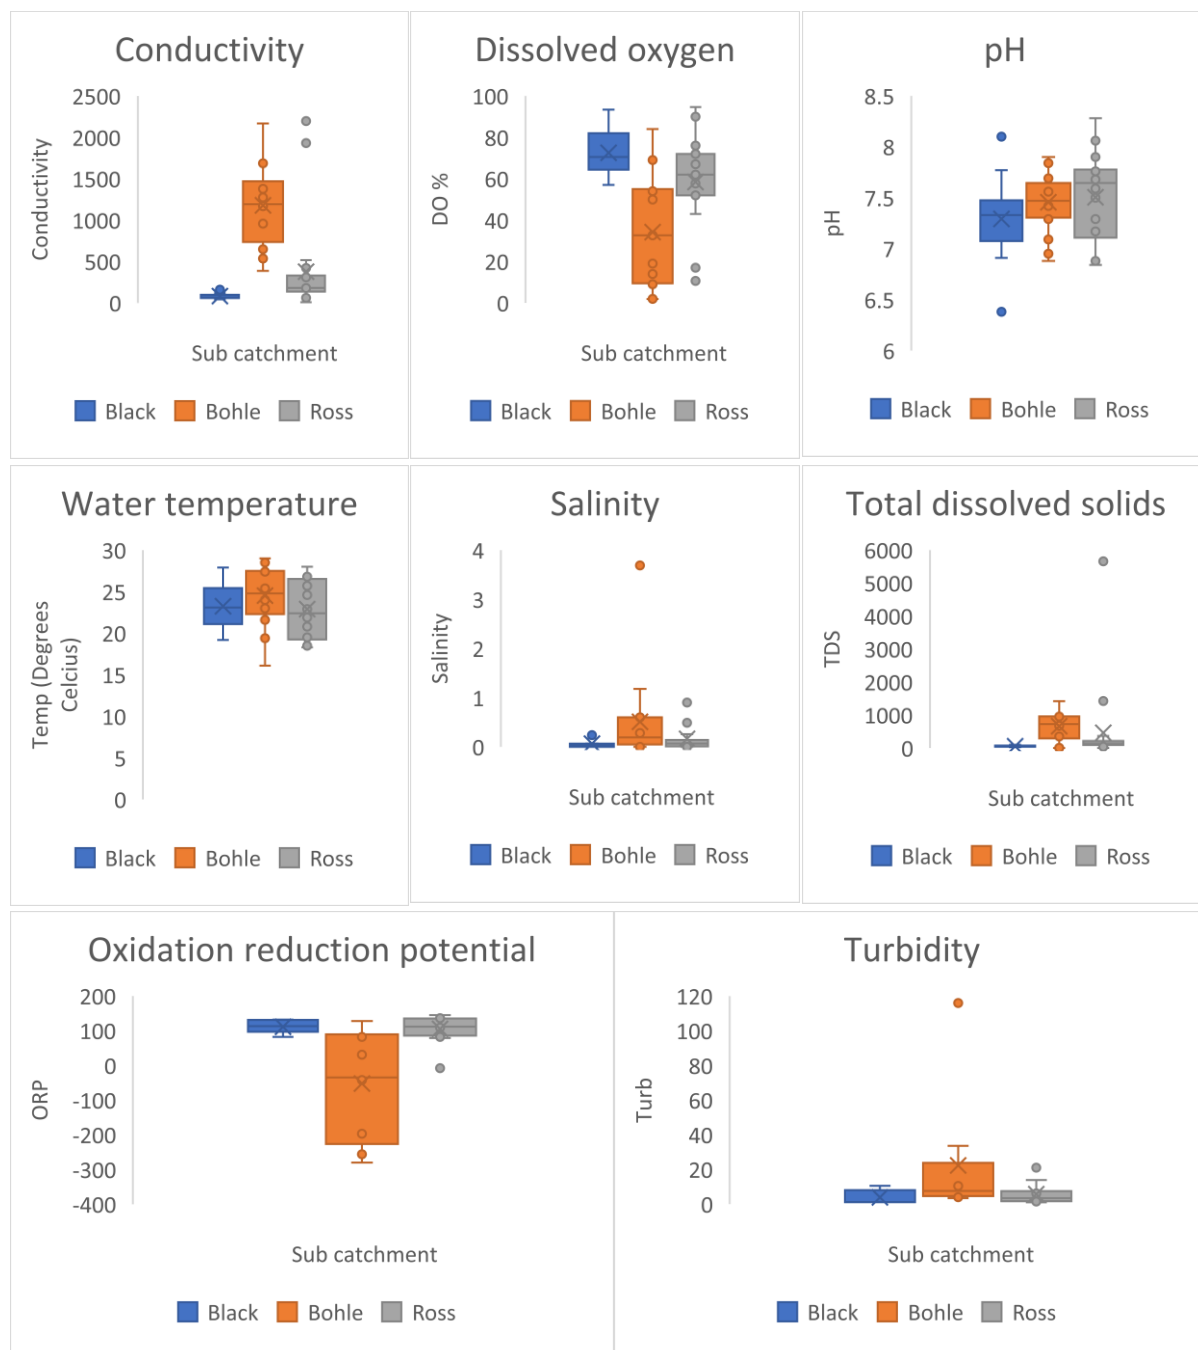 Conductivity
2500
2000
1500
1000
500
0
Conductivity
Sub catchment
Black Bohle Ross
Dissolved oxygen
100
80
60
40
20
0
DO %
Sub catchment
Black Bohle Ross
pH
8.5
8
7.5
7
6.5
6
pH
Sub catchment
Black Bohle Ross
Water temperature
30
25
20
15
10
5
0
Temp (Degrees
Celcius)
Black Bohle Ross
Salinity
4
3
2
1
0
Salinity
Sub catchment
Black Bohle Ross
Total dissolved solids
6000
5000
4000
3000
2000
1000
0
TDS
Sub catchment
Black Bohle Ross
Oxidation reduction potential
200
100
0
-100
-200
-300
-400
ORP
Sub catchment
Black Bohle Ross
Turbidity
120
100
80
60
40
20
0
Turb
Sub catchment
Black Bohle Ross